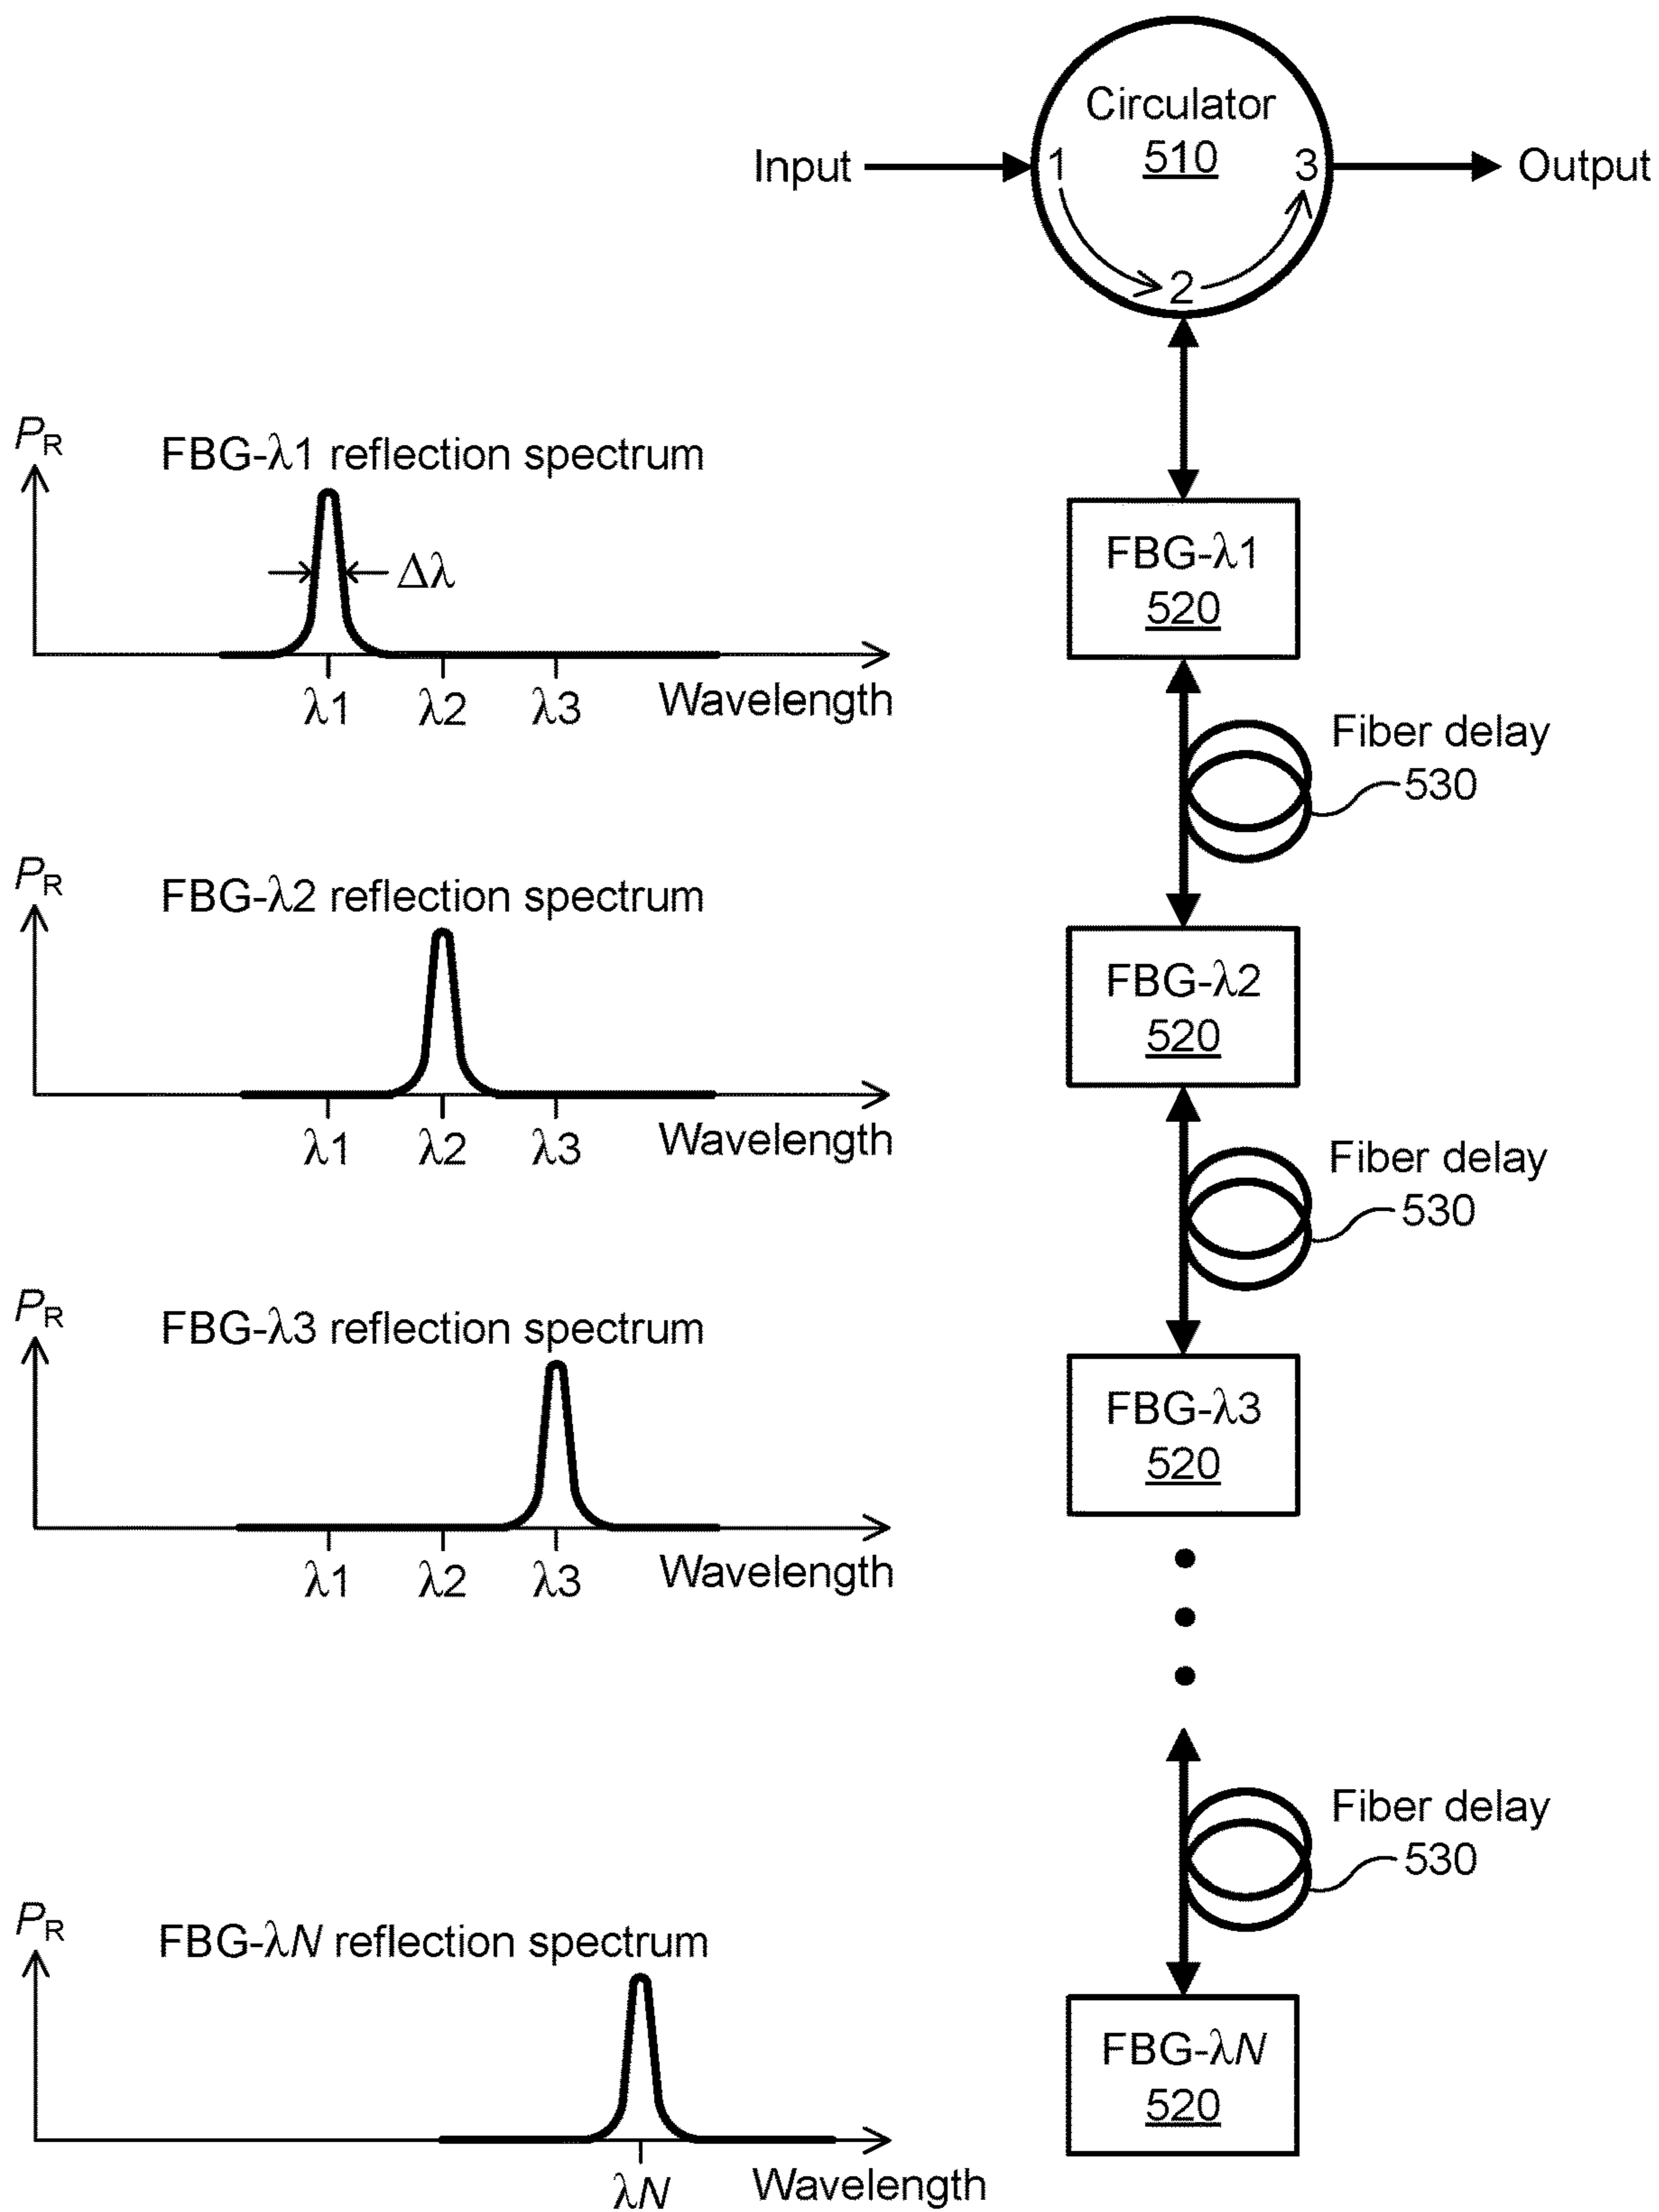 Circulator
510
Input
1
3
Output
2
PR
FBG-λ1 reflection spectrum
Δλ
λ1
λ2
λ3
Wavelength
FBG-λ1
520
Fiber delay
530
PR
FBG-λ2 reflection spectrum
λ1
λ2
λ3
Wavelength
FBG-λ2
520
Fiber delay
530
PR
FBG-λ3 reflection spectrum
λ1
λ2
λ3
Wavelength
FBG-λ3
520
Fiber delay
530
PR
FBG-λN reflection spectrum
λN
Wavelength
FBG-λN
520